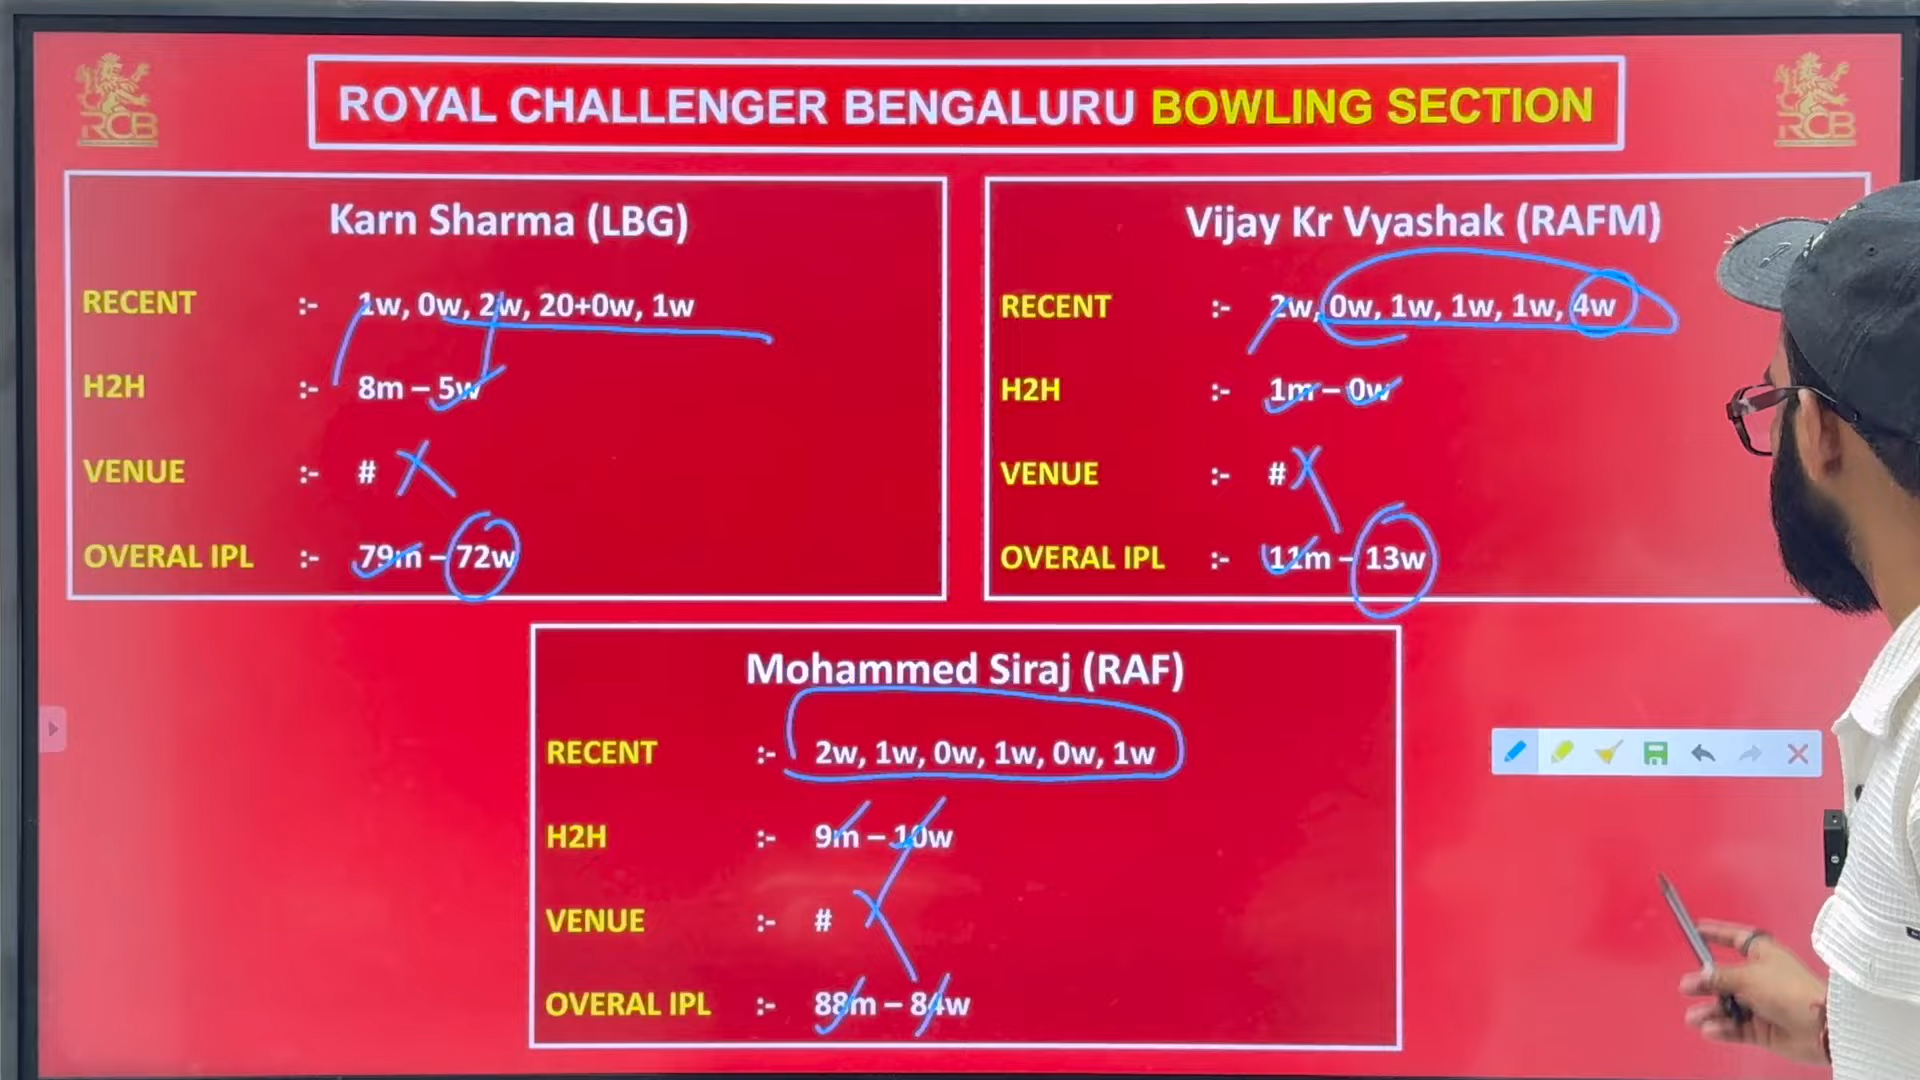 RCB
ROYAL CHALLENGER BENGALURU BOWLING SECTION
RCB
Karn Sharma (LBG)
RECENT :- 1w, 0w, 2w, 20+0w, 1w
H2H :- 8m – 5w
VENUE :- #
OVERAL IPL :- 79m – 72w
Vijay Kr Vyashak (RAFM)
RECENT :- 2w, 0w, 1w, 1w, 1w, 4w
H2H :- 1m – 0w
VENUE :- #
OVERAL IPL :- 11m – 13w
Mohammed Siraj (RAF)
RECENT :- 2w, 1w, 0w, 1w, 0w, 1w
H2H :- 9m – 10w
VENUE :- #
OVERAL IPL :- 88m – 84w